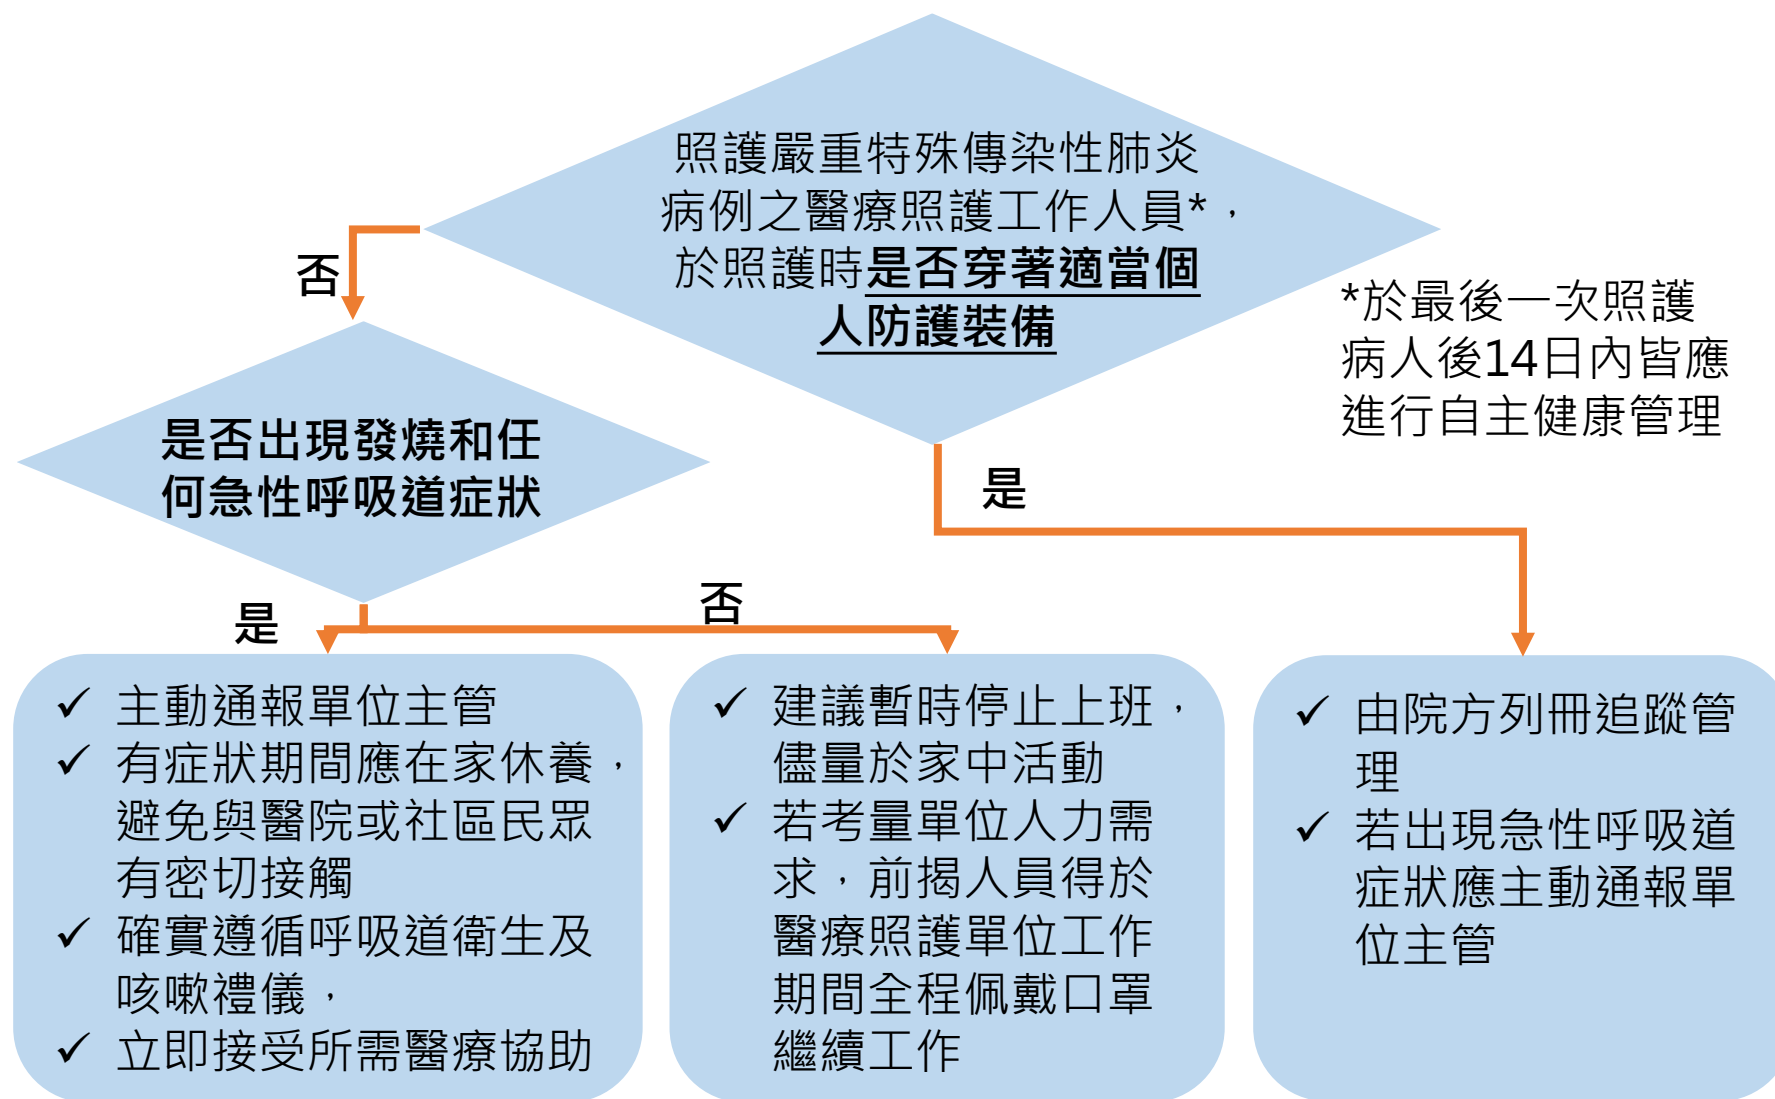 照護嚴重特殊傳染性肺炎
病例之醫療照護工作人員*，
於照護時是否穿著適當個
人防護裝備
否
*於最後一次照護
病人後14日內皆應
進行自主健康管理
是否出現發燒和任
何急性呼吸道症狀
是
是
否
✓ 主動通報單位主管
✓ 有症狀期間應在家休養，
避免與醫院或社區民眾
有密切接觸
✓ 確實遵循呼吸道衛生及
咳嗽禮儀，
✓ 立即接受所需醫療協助
✓ 建議暫時停止上班，
儘量於家中活動
✓ 若考量單位人力需
求，前揭人員得於
醫療照護單位工作
期間全程佩戴口罩
繼續工作
✓ 由院方列冊追蹤管
理
✓ 若出現急性呼吸道
症狀應主動通報單
位主管